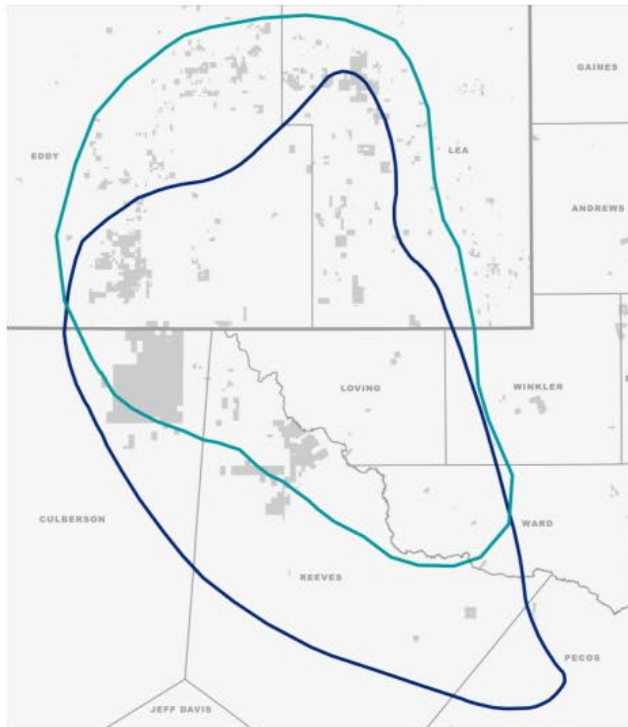 GAINES
EDDY
LEA
ANDREWS
LOVING
WINKLER
CULBERSON
WARD
REEVES
PECOS
JEFF DAVIS